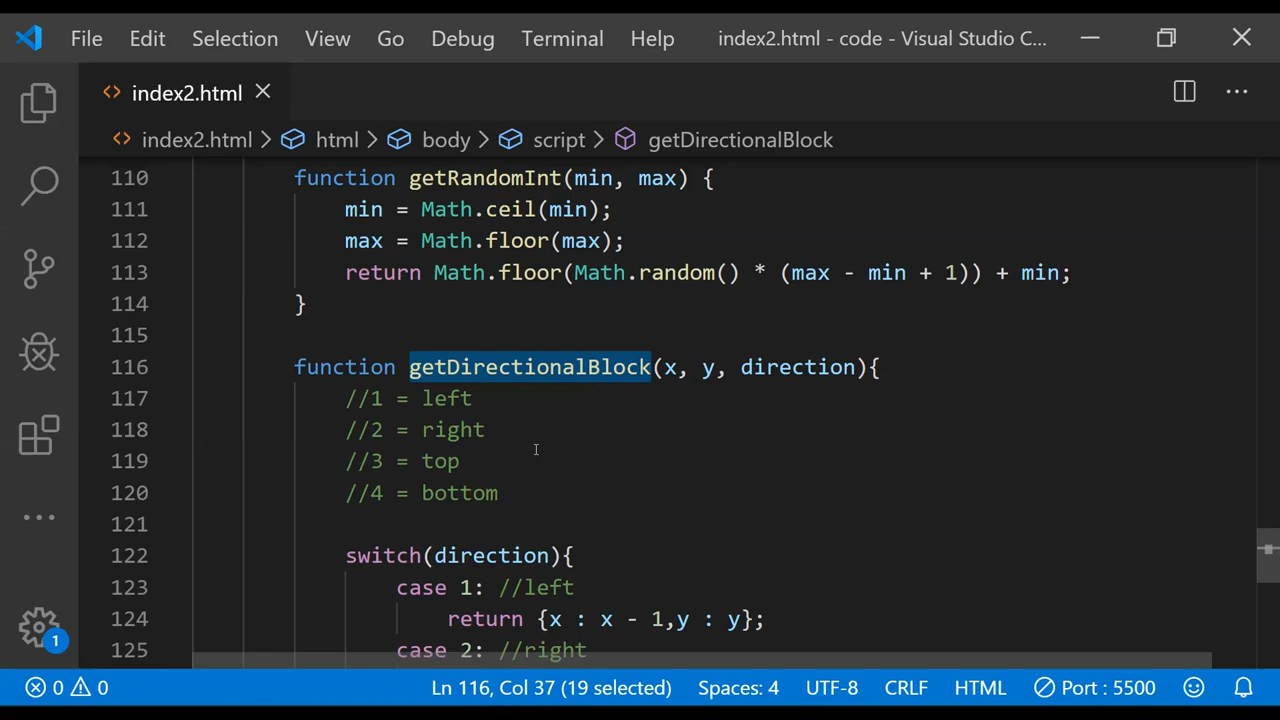 File Edit Selection View Go Debug Terminal Help index2.html - code - Visual Studio C...
index2.html
index2.html > html > body > script > getDirectionalBlock
110 function getRandomInt(min, max) {
111 min = Math.ceil(min);
112 max = Math.floor(max);
113 return Math.floor(Math.random() * (max - min + 1)) + min;
114 }
115
116 function getDirectionalBlock(x, y, direction){
117 //1 = left
118 //2 = right
119 //3 = top
120 //4 = bottom
121
122 switch(direction){
123 case 1: //left
124 return {x : x - 1,y : y};
125 case 2: //right
1
0 0 Ln 116, Col 37 (19 selected) Spaces: 4 UTF-8 CRLF HTML Port : 5500